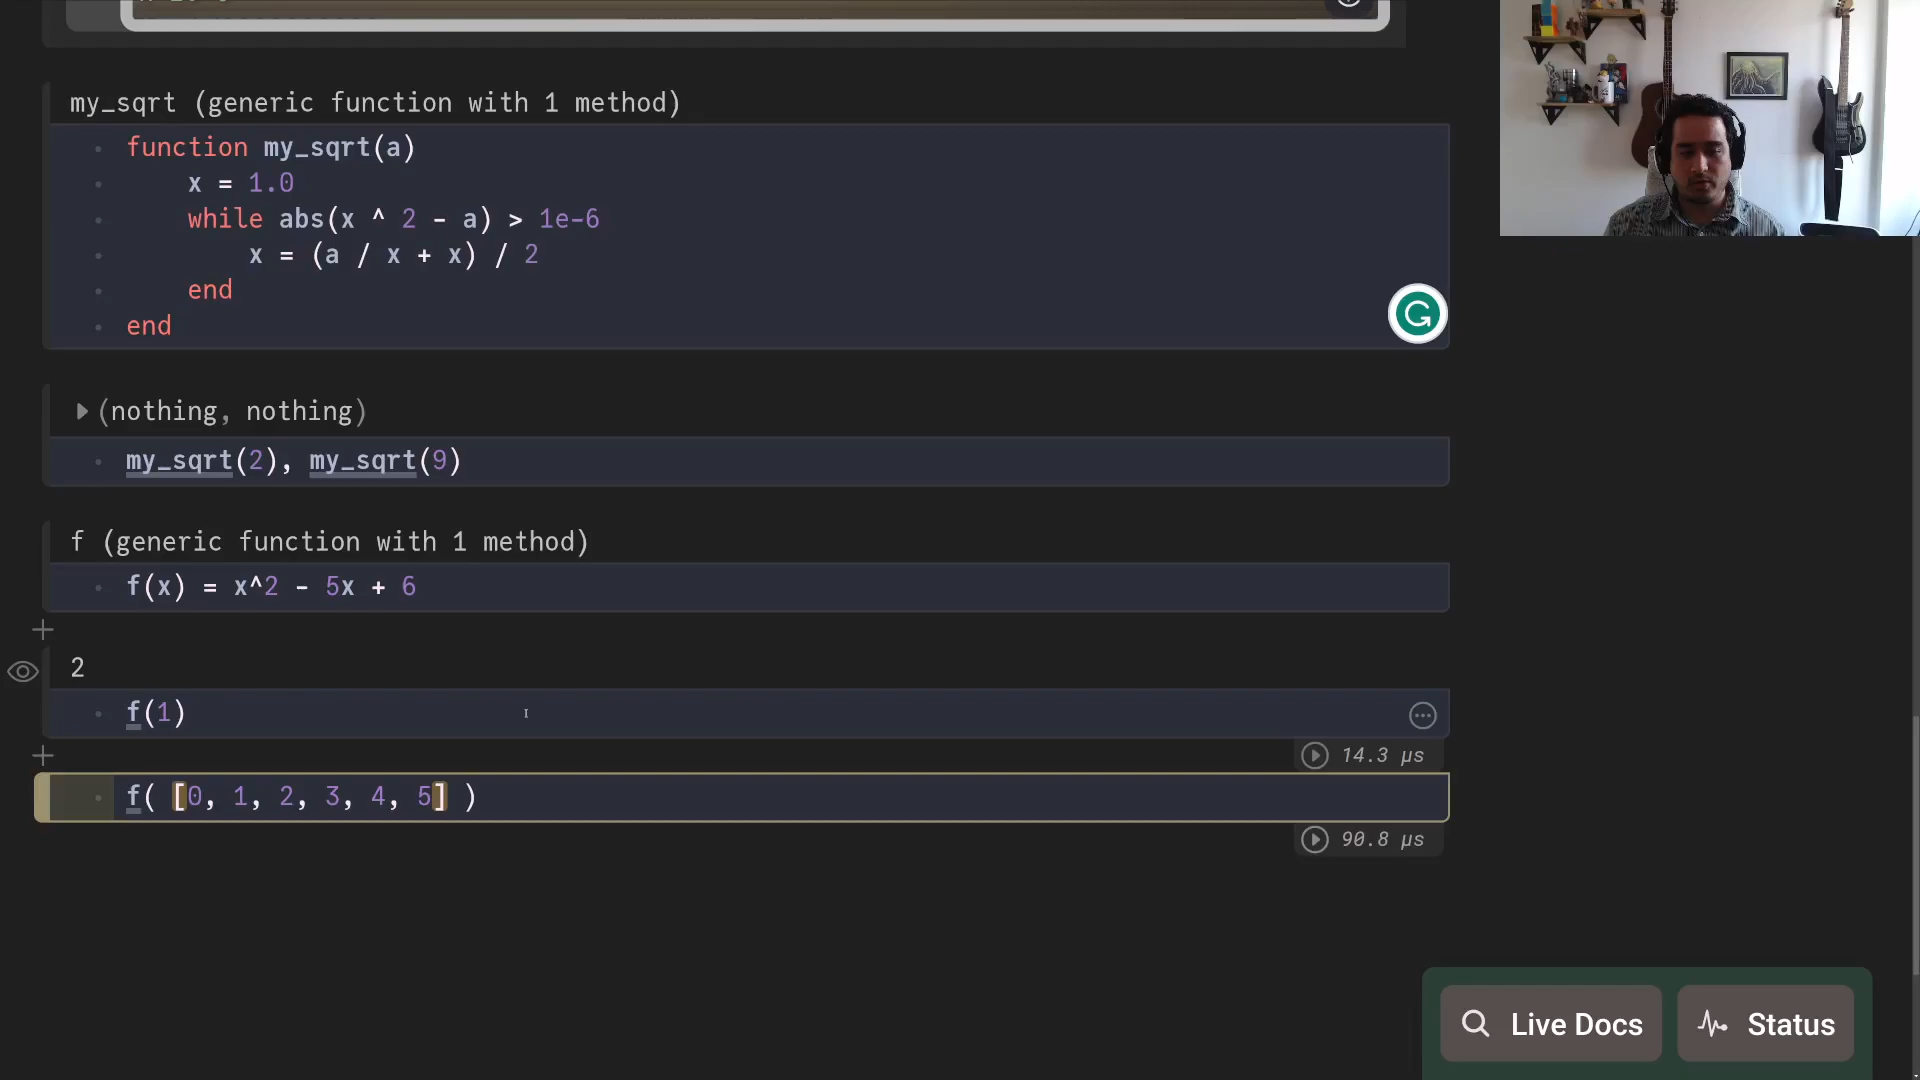 my_sqrt (generic function with 1 method)
function my_sqrt(a)
x = 1.0
while abs(x ^ 2 - a) > 1e-6
x = (a / x + x) / 2
end
end
(nothing, nothing)
my_sqrt(2), my_sqrt(9)
f (generic function with 1 method)
f(x) = x^2 - 5x + 6
2
f(1)
14.3 μs
f( [0, 1, 2, 3, 4, 5] )
90.8 μs
Live Docs
Status